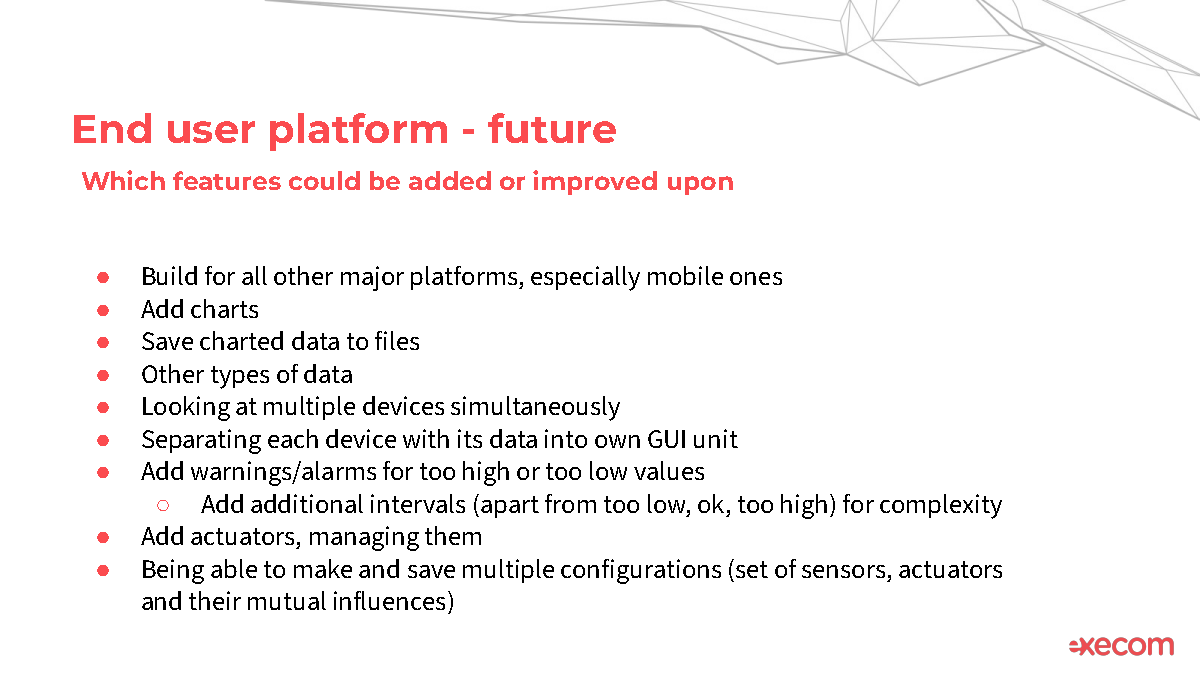 End user platform - future
Which features could be added or improved upon
● Build for all other major platforms, especially mobile ones
● Add charts
● Save charted data to files
● Other types of data
● Looking at multiple devices simultaneously
● Separating each device with its data into own GUI unit
● Add warnings/alarms for too high or too low values
○ Add additional intervals (apart from too low, ok, too high) for complexity
● Add actuators, managing them
● Being able to make and save multiple configurations (set of sensors, actuators
and their mutual influences)
execom